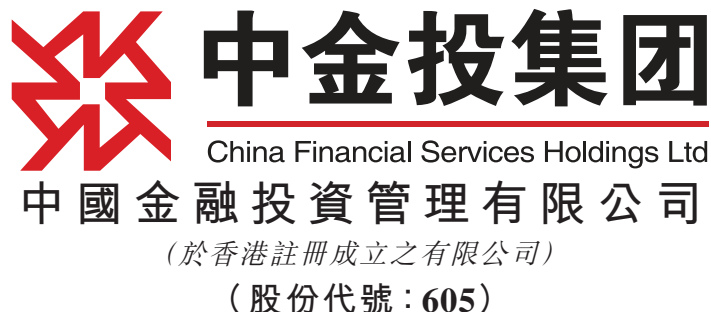 中金投集团
China Financial Services Holdings Ltd
中國金融投資管理有限公司
(於香港註冊成立之有限公司)
(股份代號：605)